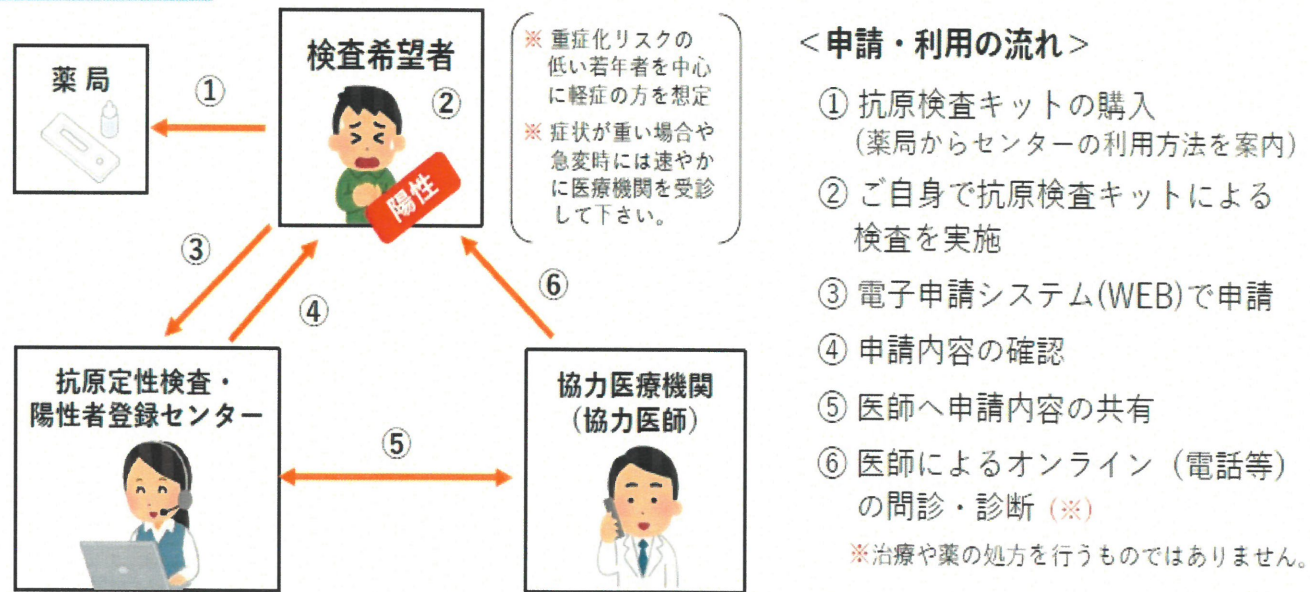 薬局
①
検査希望者
②
陽性
※ 重症化リスクの
低い若年者を中心
に軽症の方を想定
※ 症状が重い場合や
急変時には速やか
に医療機関を受診
して下さい。
③
④
⑥
抗原定性検査・
陽性者登録センター
⑤
協力医療機関
(協力医師)
<申請・利用の流れ>
① 抗原検査キットの購入
(薬局からセンターの利用方法を案内)
② ご自身で抗原検査キットによる
検査を実施
③ 電子申請システム(WEB)で申請
④ 申請内容の確認
⑤ 医師へ申請内容の共有
⑥ 医師によるオンライン（電話等）
の問診・診断 (※)
※治療や薬の処方を行うものではありません。